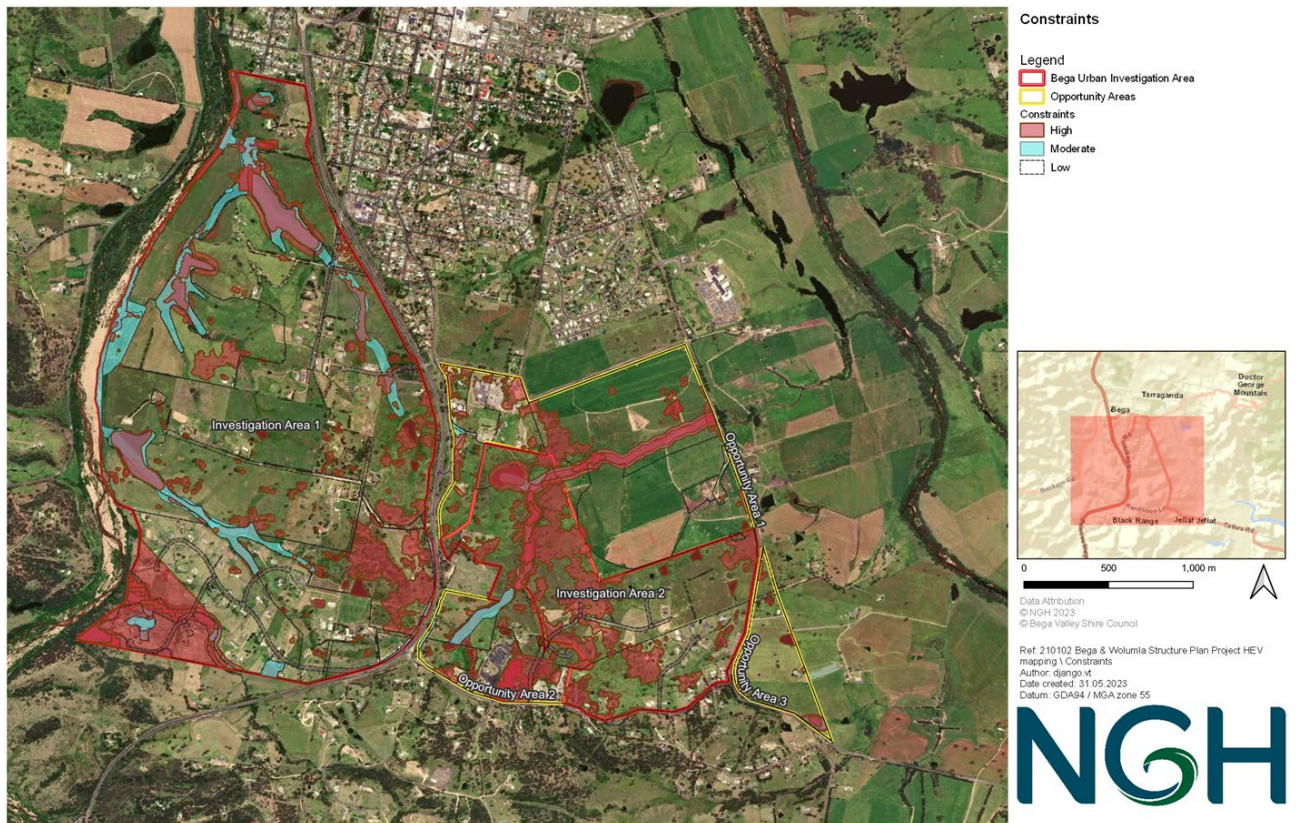 Constraints
Legend
Bega Urban Investigation Area
Opportunity Areas
Constraints
High
Moderate
Low
Investigation Area 1
Opportunity Area 1
Investigation Area 2
Opportunity Area 2
Opportunity Area 3
Doctor
George
Mountain
Tarraganda
Bega
Black Range
Jellat Jellat
0 500 1,000 m
Data Attribution
© NGH 2023
© Bega Valley Shire Council
Ref: 210102 Bega & Wolumla Structure Plan Project HEV
mapping \ Constraints
Author: django.vt
Date created: 31.05.2023
Datum: GDA94 / MGA zone 55
NGH